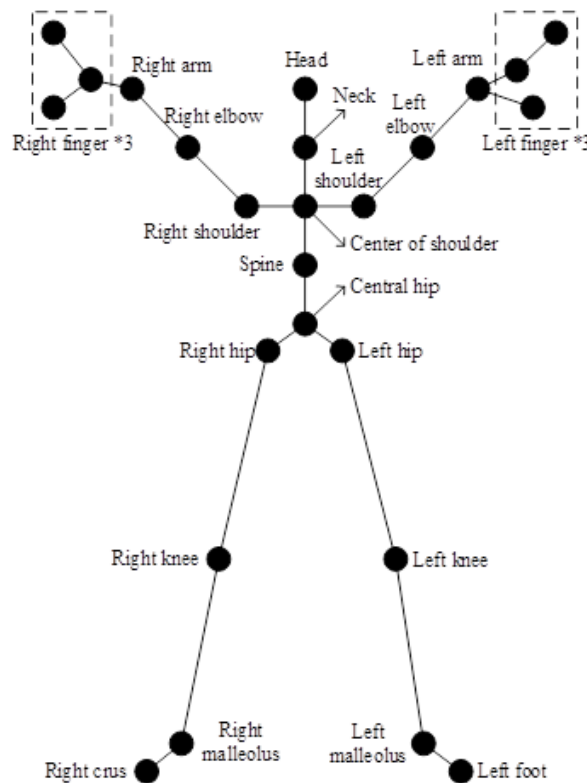 Head
Right arm
Left arm
Neck
Right elbow
Left
elbow
Right finger *3
Left finger *3
Left
shoulder
Right shoulder
Center of shoulder
Spine
Central hip
Right hip
Left hip
Right knee
Left knee
Right
malleolus
Left
malleolus
Right crus
Left foot